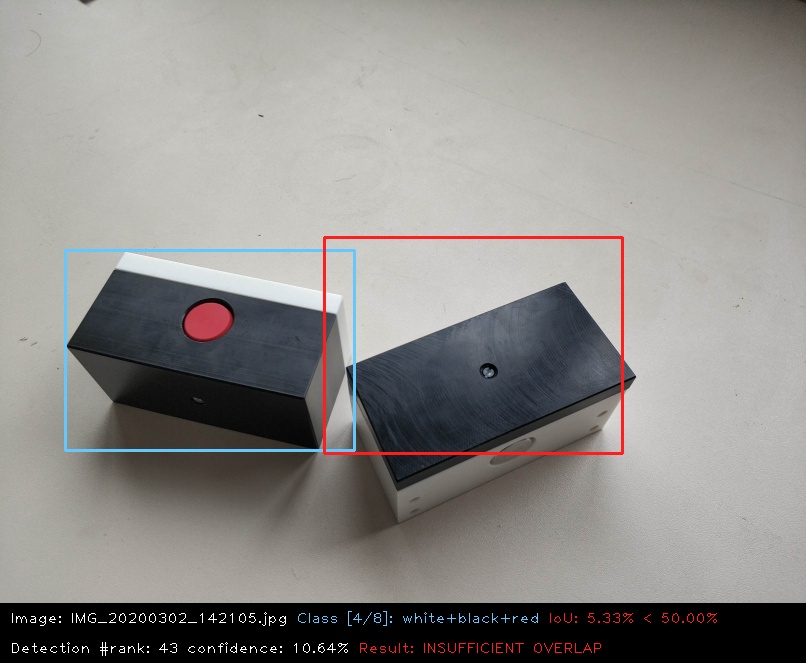 Image: IMG_20200302_142105.jpg Class [4/8]: white+black+red IoU: 5.33% < 50.00%
Detection #rank: 43 confidence: 10.64% Result: INSUFFICIENT OVERLAP